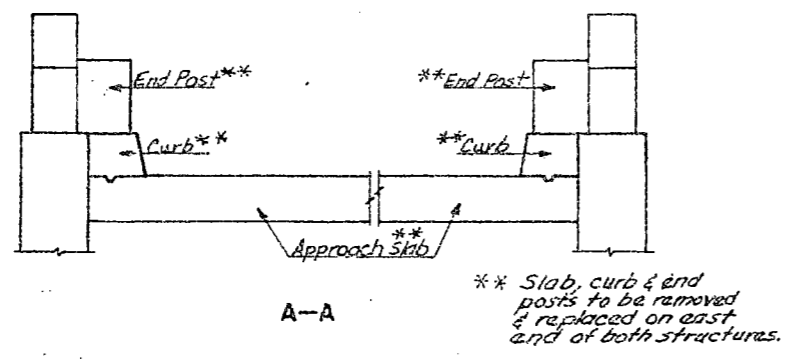 End Post**
**End Post
Curb**
**Curb
Approach Slab**
A-A
** Slab, curb & end
posts to be removed
& replaced on east
end of both structures.